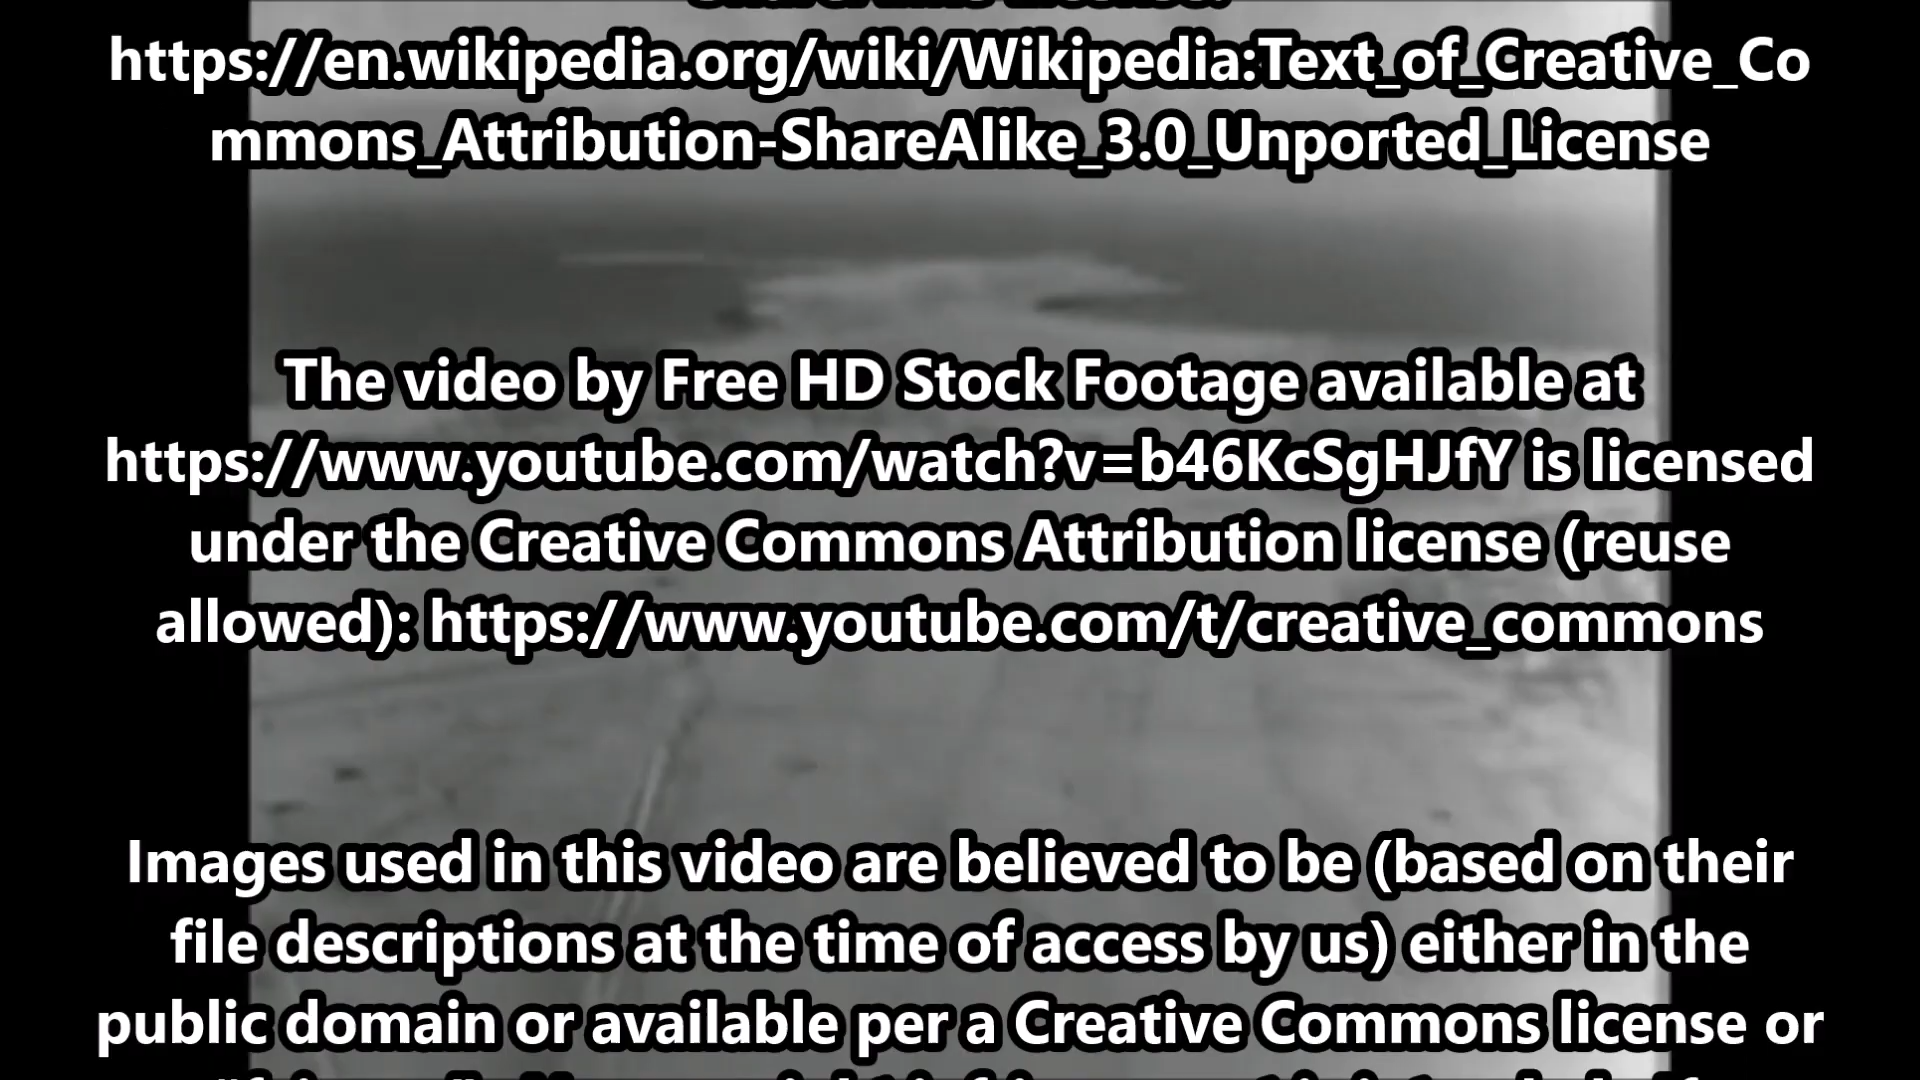 https://en.wikipedia.org/wiki/Wikipedia:Text_of_Creative_Co
mmons_Attribution-ShareAlike_3.0_Unported_License
The video by Free HD Stock Footage available at
https://www.youtube.com/watch?v=b46KcSgHJfY is licensed
under the Creative Commons Attribution license (reuse
allowed): https://www.youtube.com/t/creative_commons
Images used in this video are believed to be (based on their
file descriptions at the time of access by us) either in the
public domain or available per a Creative Commons license or